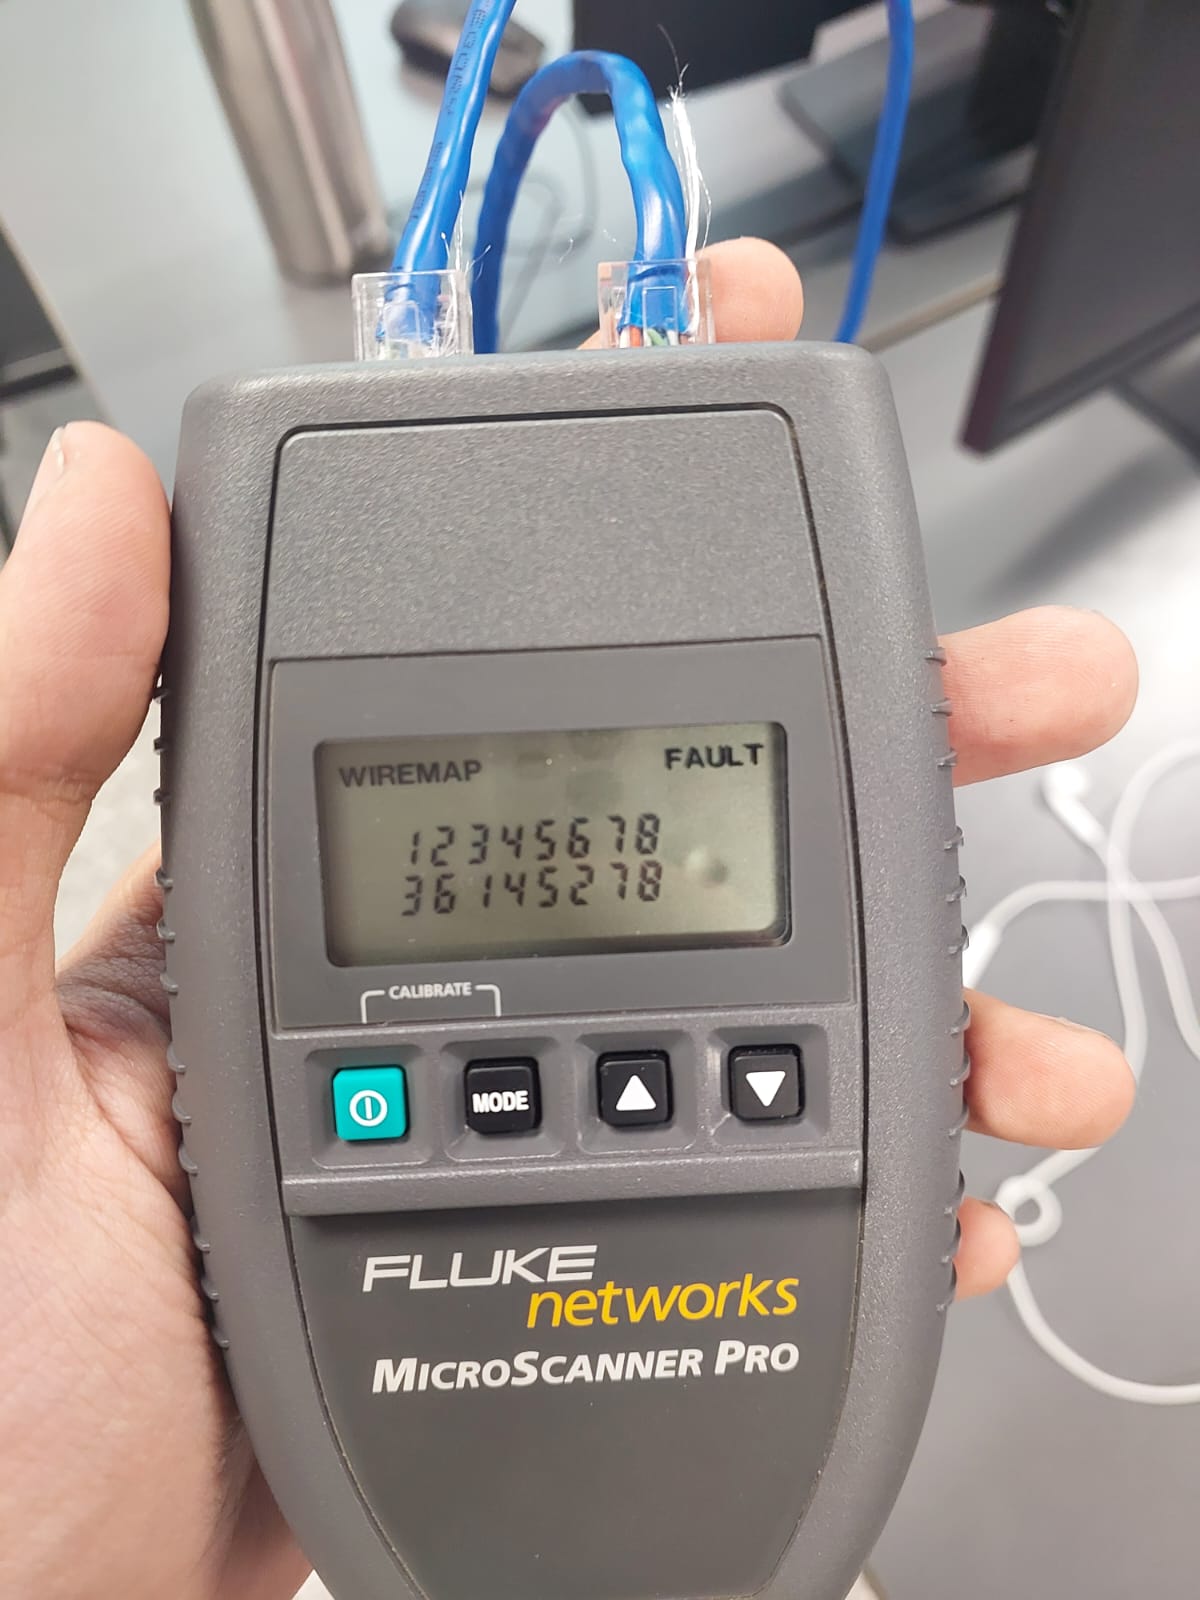 WIREMAP FAULT
12345678
36145278
CALIBRATE
MODE
FLUKE
networks
MICROSCANNER PRO